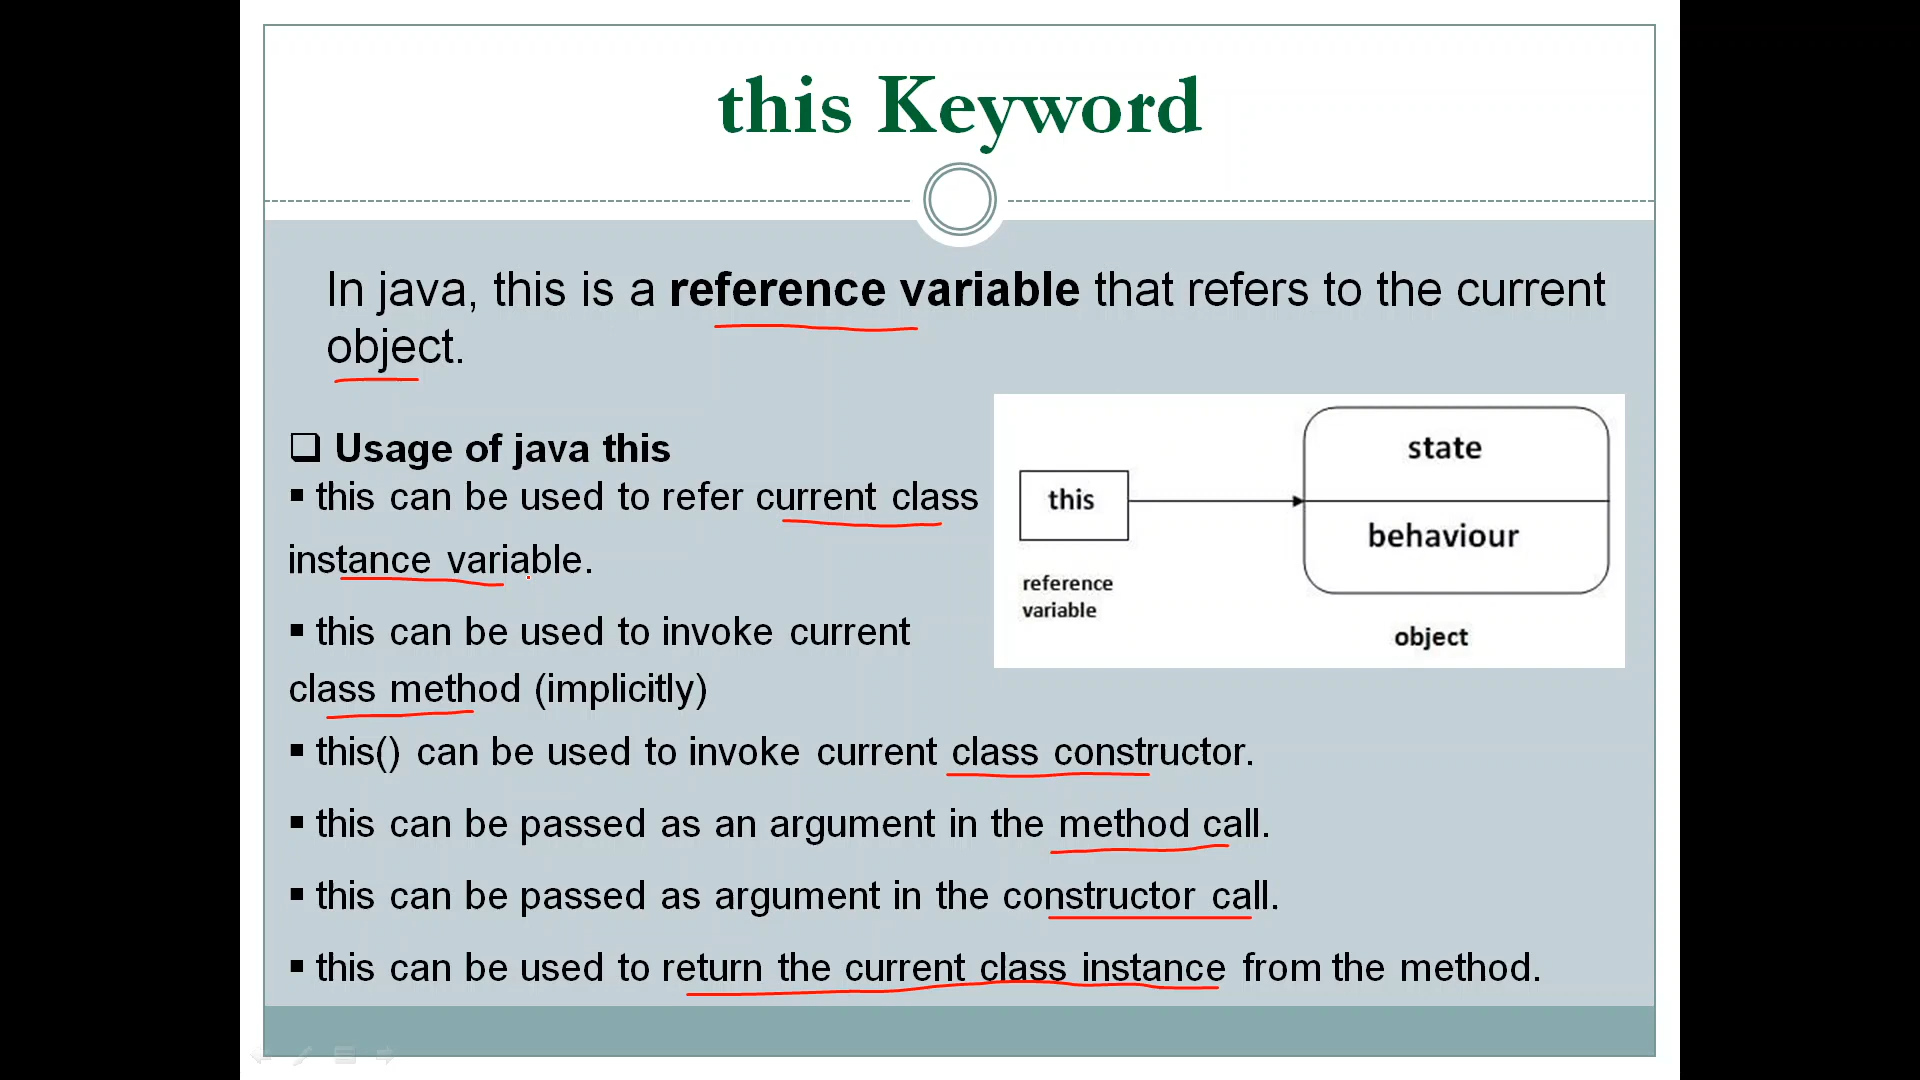 this Keyword
In java, this is a reference variable that refers to the current
object.
❑ Usage of java this
▪ this can be used to refer current class
instance variable.
▪ this can be used to invoke current
class method (implicitly)
▪ this() can be used to invoke current class constructor.
▪ this can be passed as an argument in the method call.
▪ this can be passed as argument in the constructor call.
▪ this can be used to return the current class instance from the method.
this
reference
variable
state
behaviour
object